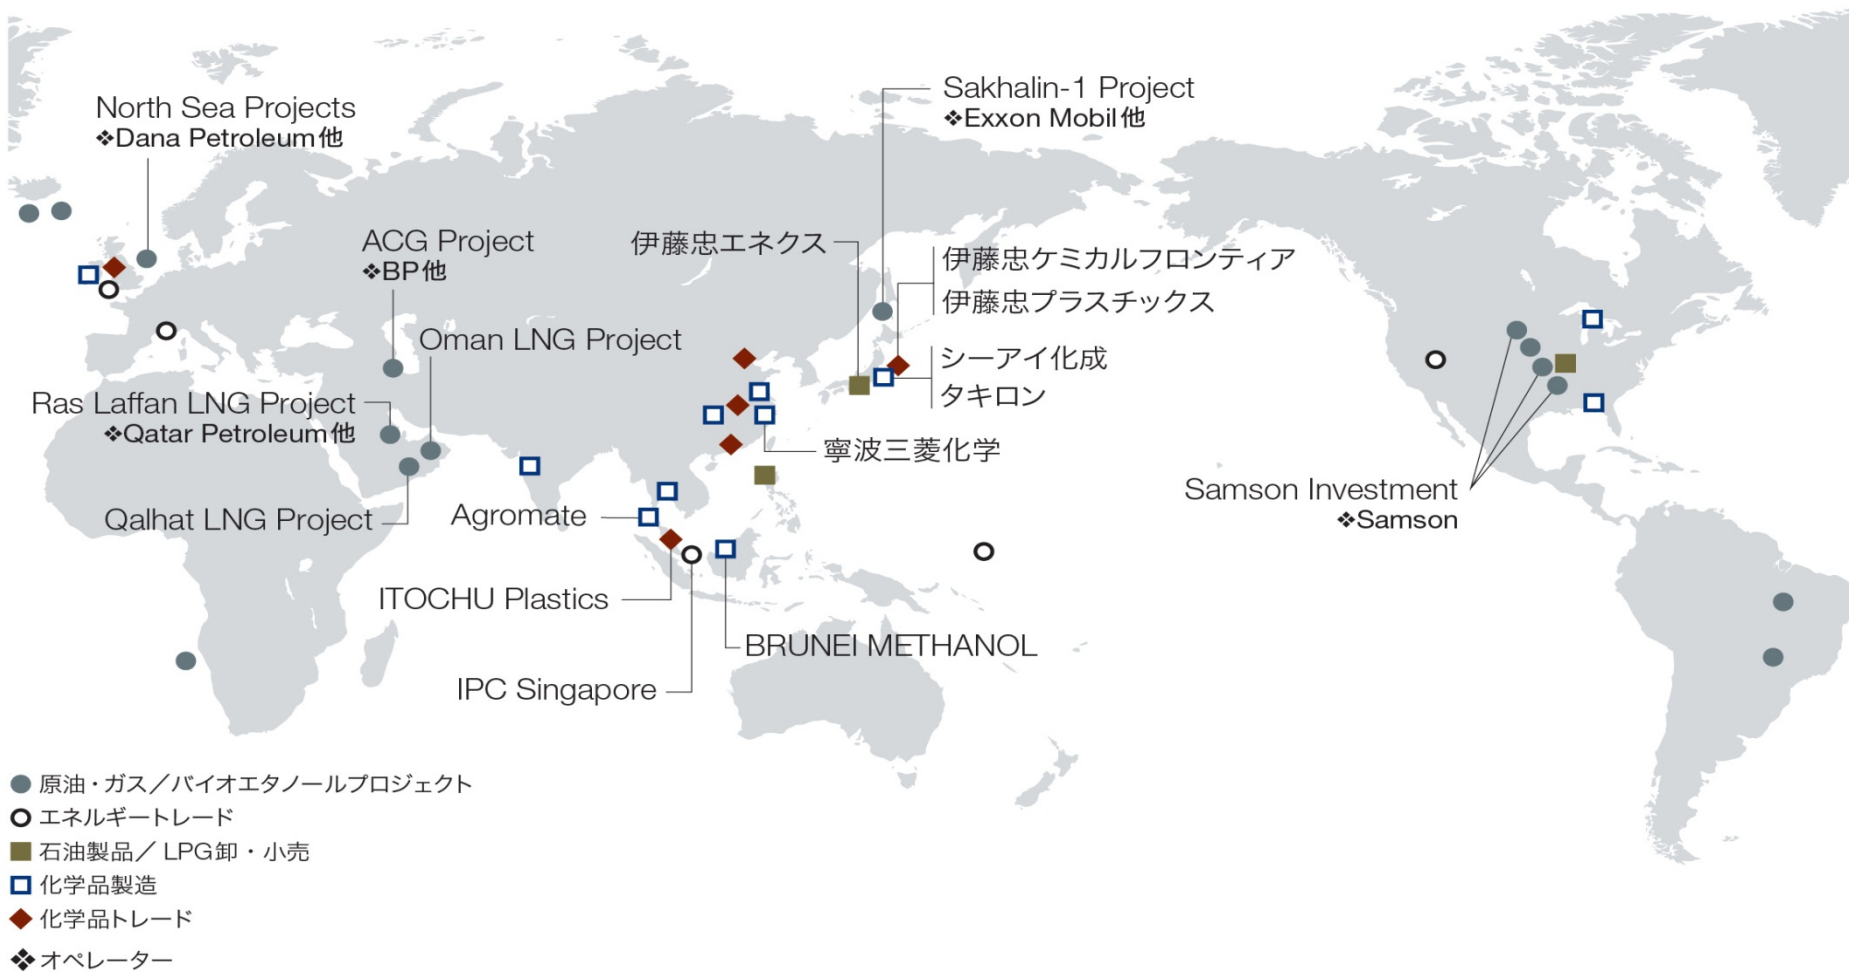 North Sea Projects
❖Dana Petroleum他
Sakhalin-1 Project
❖Exxon Mobil他
ACG Project
❖BP他
伊藤忠エネクス
伊藤忠ケミカルフロンティア
伊藤忠プラスチックス
Oman LNG Project
シーアイ化成
タキロン
Ras Laffan LNG Project
❖Qatar Petroleum他
寧波三菱化学
Qalhat LNG Project
Agromate
Samson Investment
❖Samson
ITOCHU Plastics
BRUNEI METHANOL
IPC Singapore
原油・ガス／バイオエタノールプロジェクト
エネルギートレード
石油製品／LPG卸・小売
化学品製造
化学品トレード
❖オペレーター